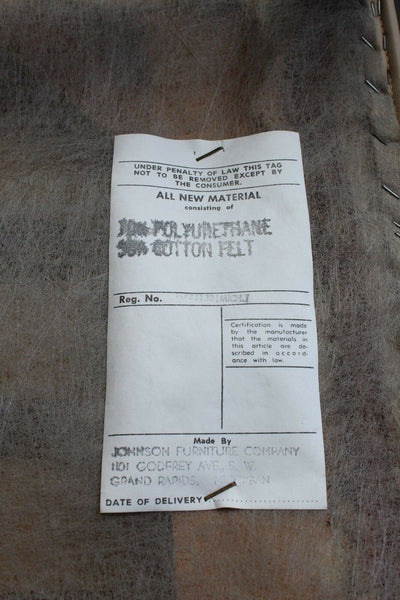 UNDER PENALTY OF LAW THIS TAG
NOT TO BE REMOVED EXCEPT BY
THE CONSUMER.
ALL NEW MATERIAL
consisting of
POLYURETHANE
COTTON FELT
Reg. No.
Certification is made
by the manufacturer
that the materials in
this article are de-
scribed in accord-
ance with law.
Made By
JOHNSON FURNITURE COMPANY
1101 GODFREY AVE. S. W.
GRAND RAPIDS, MICHIGAN
DATE OF DELIVERY